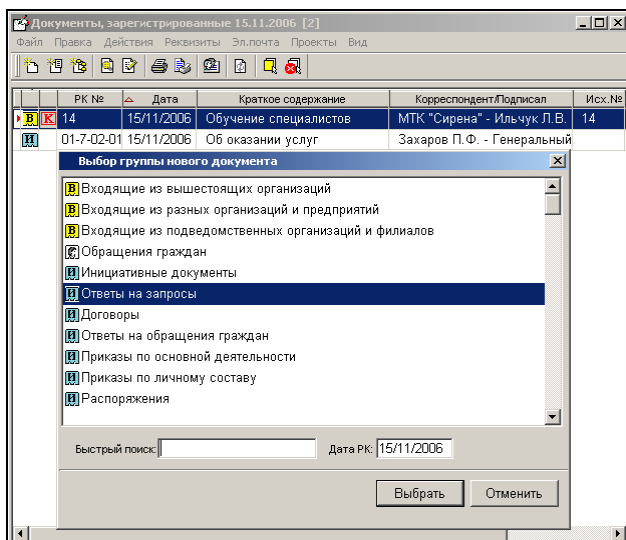 Документы, зарегистрированные 15.11.2006 [2]
Файл Правка Действия Реквизиты Эл.почта Проекты Вид
РК № Дата Краткое содержание Корреспондент/Подписал Исх.№
В К 14 15/11/2006 Обучение специалистов МТК "Сирена" - Ильчук Л.В. 14
И 01-7-02-01 15/11/2006 Об оказании услуг Захаров П.Ф. - Генеральный
Выбор группы нового документа
В Входящие из вышестоящих организаций
В Входящие из разных организаций и предприятий
В Входящие из подведомственных организаций и филиалов
Обращения граждан
И Инициативные документы
И Ответы на запросы
И Договоры
И Ответы на обращения граждан
И Приказы по основной деятельности
И Приказы по личному составу
И Распоряжения
Быстрый поиск: Дата РК: 15/11/2006
Выбрать Отменить